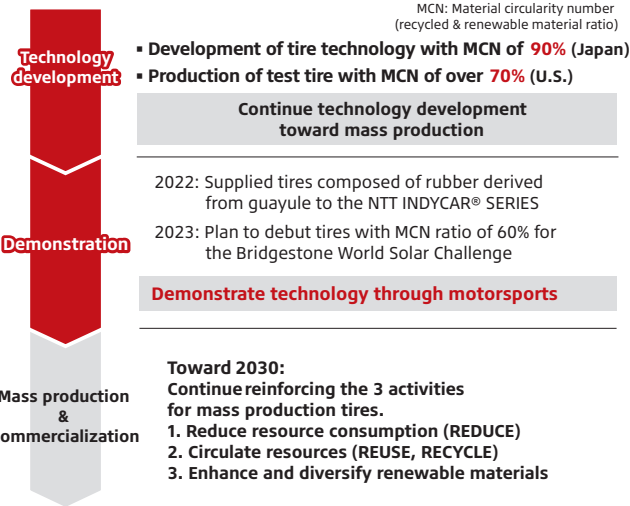 MCN: Material circularity number
(recycled & renewable material ratio)
Technology
development
▪ Development of tire technology with MCN of 90% (Japan)
▪ Production of test tire with MCN of over 70% (U.S.)
Continue technology development
toward mass production
Demonstration
2022: Supplied tires composed of rubber derived
from guayule to the NTT INDYCAR® SERIES
2023: Plan to debut tires with MCN ratio of 60% for
the Bridgestone World Solar Challenge
Demonstrate technology through motorsports
Mass production
&
ommercialization
Toward 2030:
Continue reinforcing the 3 activities
for mass production tires.
1. Reduce resource consumption (REDUCE)
2. Circulate resources (REUSE, RECYCLE)
3. Enhance and diversify renewable materials